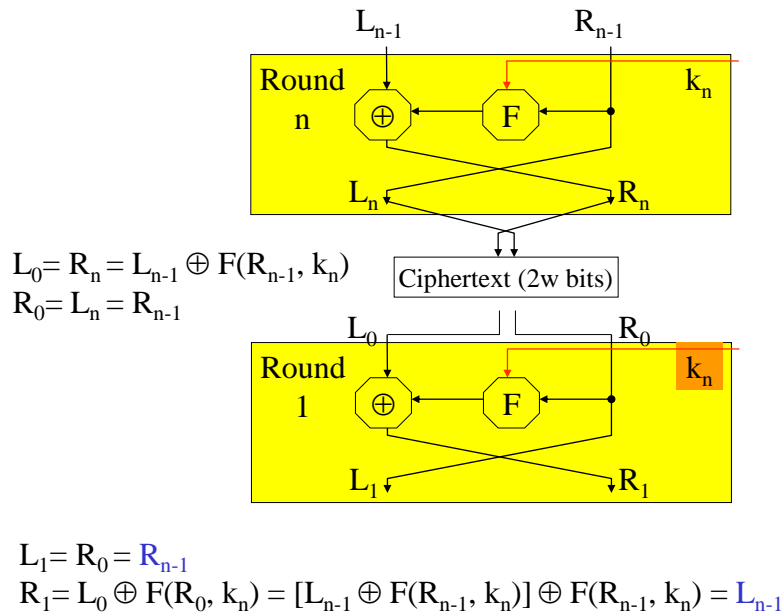 L_{n-1} R_{n-1}
Round n k_n
⊕ F
L_n R_n
L_0= R_n = L_{n-1} ⊕ F(R_{n-1}, k_n)
R_0= L_n = R_{n-1}
Ciphertext (2w bits)
L_0 R_0
Round 1 k_n
⊕ F
L_1 R_1
L_1= R_0 = R_{n-1}
R_1= L_0 ⊕ F(R_0, k_n) = [L_{n-1} ⊕ F(R_{n-1}, k_n)] ⊕ F(R_{n-1}, k_n) = L_{n-1}